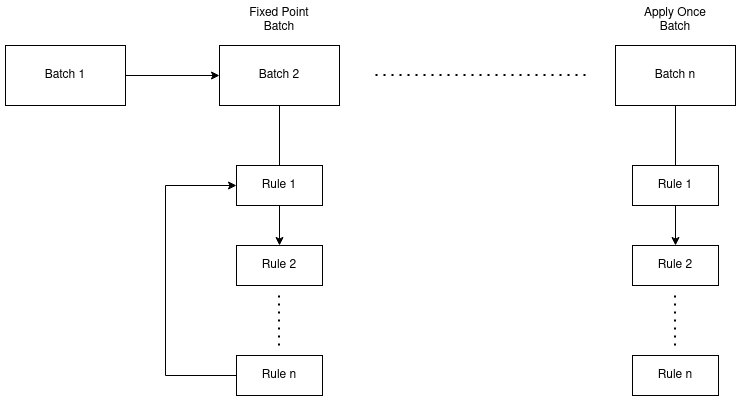 Fixed Point
Batch
Apply Once
Batch
Batch 1
Batch 2
Batch n
Rule 1
Rule 1
Rule 2
Rule 2
Rule n
Rule n